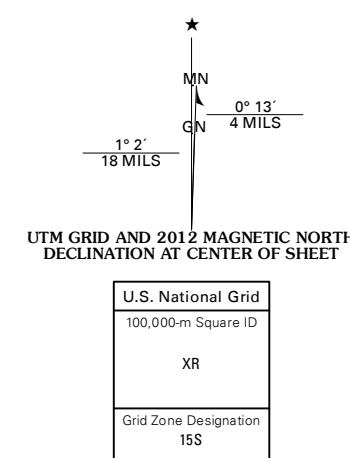 ★
MN
GN
0° 13´
4 MILS
1° 2´
18 MILS
UTM GRID AND 2012 MAGNETIC NORTH
DECLINATION AT CENTER OF SHEET
U.S. National Grid
100,000-m Square ID
XR
Grid Zone Designation
15S